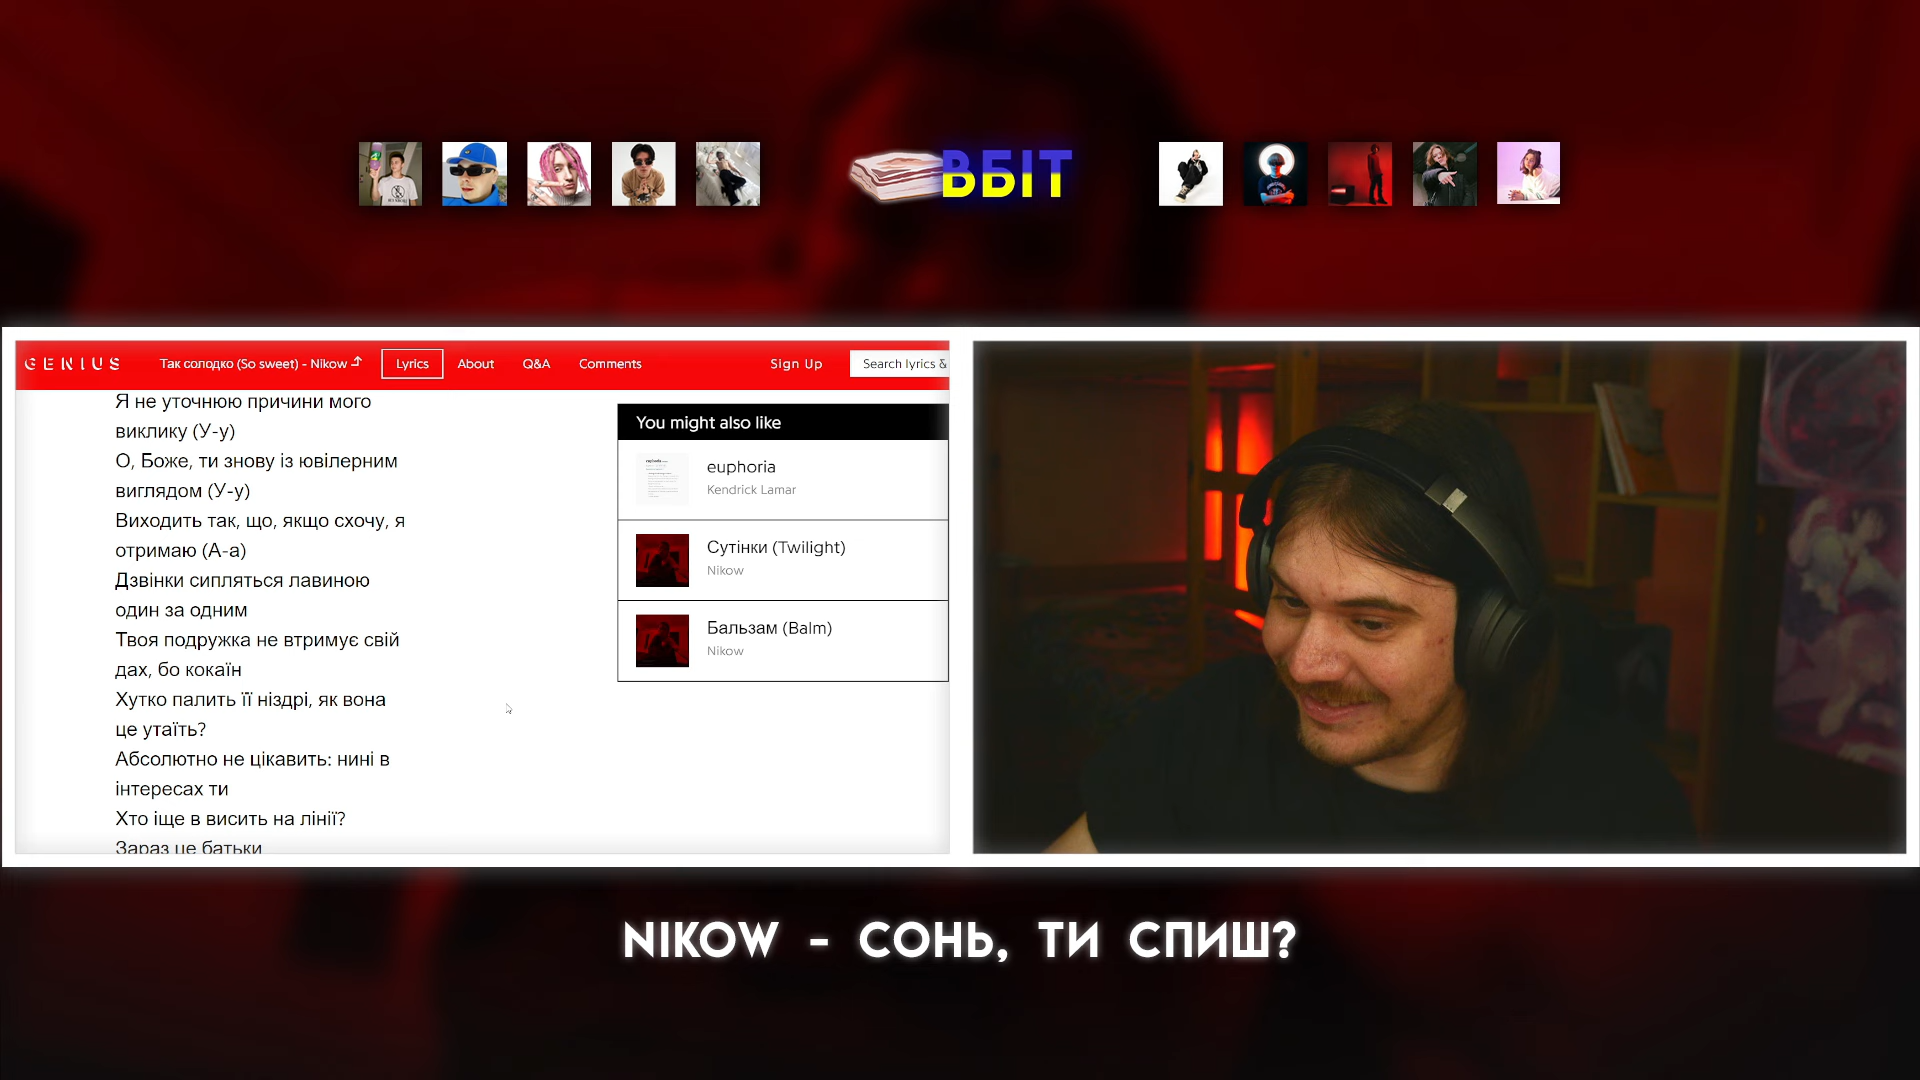 ВБІТ
GENIUS
Так солодко (So sweet) - Nikow
Lyrics
About
Q&A
Comments
Sign Up
Search lyrics &
Я не уточнюю причини мого
виклику (У-у)
О, Боже, ти знову із ювілерним
виглядом (У-у)
Виходить так, що, якщо схочу, я
отримаю (А-а)
Дзвінки сипляться лавиною
один за одним
Твоя подружка не втримує свій
дах, бо кокаїн
Хутко палить її ніздрі, як вона
це утаїть?
Абсолютно не цікавить: нині в
інтересах ти
Хто іще в висить на лінії?
Зараз це батьки
You might also like
euphoria
Kendrick Lamar
Сутінки (Twilight)
Nikow
Бальзам (Balm)
Nikow
NIKOW - СОНЬ, ТИ СПИШ?